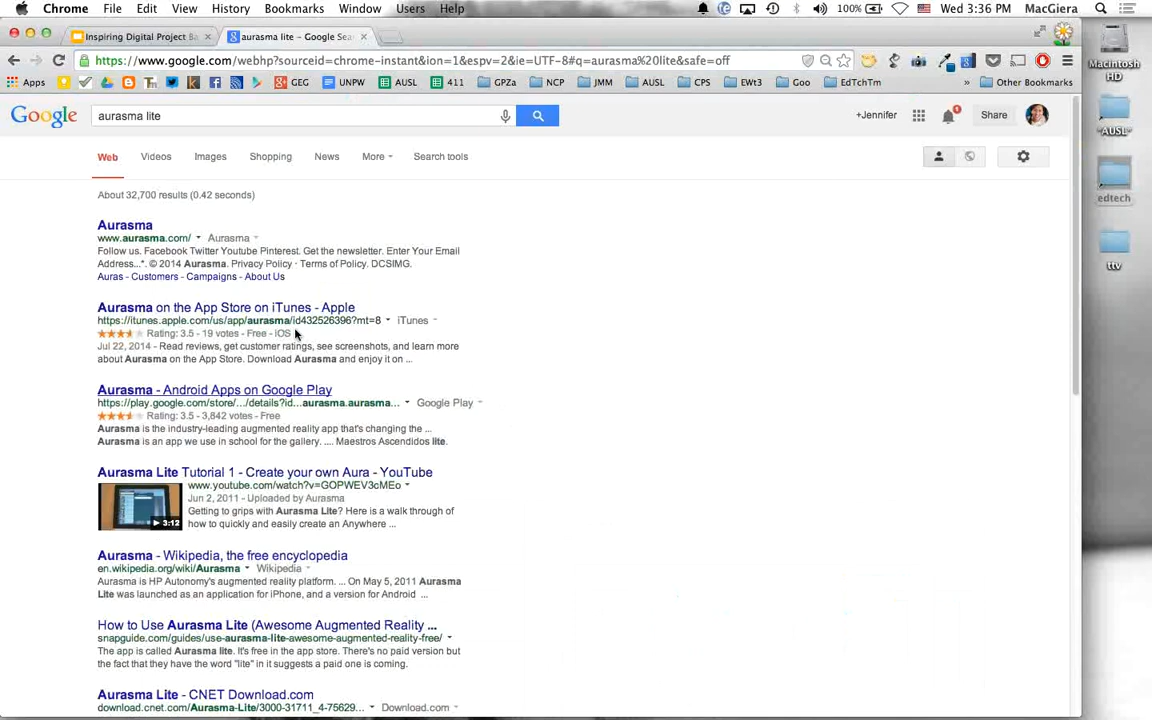 Chrome File Edit View History Bookmarks Window Users Help 100% Wed 3:36 PM MacGiera
Inspiring Digital Project Ba × aurasma lite – Google Sea ×
https://www.google.com/webhp?sourceid=chrome-instant&ion=1&espv=2&ie=UTF-8#q=aurasma%20lite&safe=off
Apps GEG UNPW AUSL 411 GPZa NCP JMM AUSL CPS EWt3 Goo EdTchTm » Other Bookmarks
Macintosh HD
*AUSL*
edtech
ttv
Google aurasma lite +Jennifer 1 Share
Web Videos Images Shopping News More Search tools
About 32,700 results (0.42 seconds)
Aurasma
www.aurasma.com/ Aurasma
Follow us. Facebook Twitter Youtube Pinterest. Get the newsletter. Enter Your Email
Address...*. © 2014 Aurasma. Privacy Policy · Terms of Policy. DCSIMG.
Auras - Customers - Campaigns - About Us
Aurasma on the App Store on iTunes - Apple
https://itunes.apple.com/us/app/aurasma/id432526396?mt=8 iTunes
Rating: 3.5 - 19 votes - Free - iOS
Jul 22, 2014 - Read reviews, get customer ratings, see screenshots, and learn more
about Aurasma on the App Store. Download Aurasma and enjoy it on ...
Aurasma - Android Apps on Google Play
https://play.google.com/store/.../details?id...aurasma.aurasma... Google Play
Rating: 3.5 - 3,842 votes - Free
Aurasma is the industry-leading augmented reality app that's changing the ...
Aurasma is an app we use in school for the gallery. .... Maestros Ascendidos lite.
Aurasma Lite Tutorial 1 - Create your own Aura - YouTube
www.youtube.com/watch?v=GOPWEV3cMEo
Jun 2, 2011 - Uploaded by Aurasma
Getting to grips with Aurasma Lite? Here is a walk through of
how to quickly and easily create an Anywhere ...
3:12
Aurasma - Wikipedia, the free encyclopedia
en.wikipedia.org/wiki/Aurasma Wikipedia
Aurasma is HP Autonomy's augmented reality platform. ... On May 5, 2011 Aurasma
Lite was launched as an application for iPhone, and a version for Android ...
How to Use Aurasma Lite (Awesome Augmented Reality ...
snapguide.com/guides/use-aurasma-lite-awesome-augmented-reality-free/
The app is called Aurasma lite. It's free in the app store. There's no paid version but
the fact that they have the word "lite" in it suggests a paid one is coming.
Aurasma Lite - CNET Download.com
download.cnet.com/Aurasma-Lite/3000-31711_4-75629... Download.com